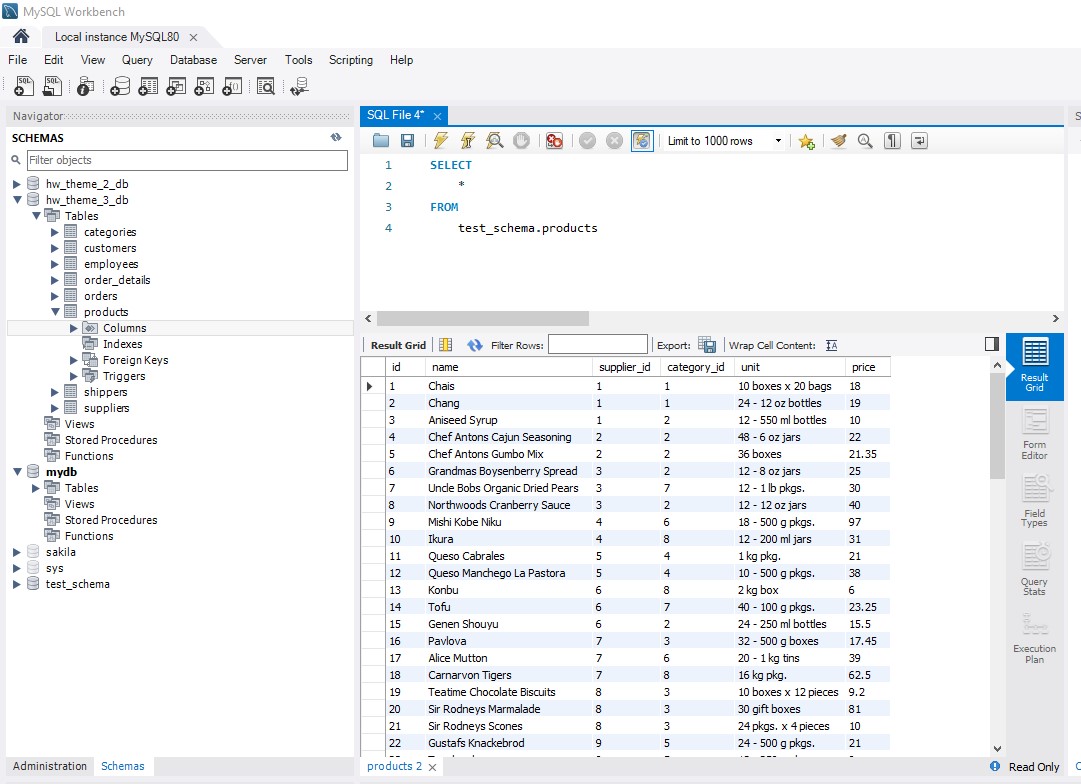 MySQL Workbench
Local instance MySQL80
File Edit View Query Database Server Tools Scripting Help
Navigator
SCHEMAS
Filter objects
hw_theme_2_db
hw_theme_3_db
Tables
categories
customers
employees
order_details
orders
products
Columns
Indexes
Foreign Keys
Triggers
shippers
suppliers
Views
Stored Procedures
Functions
mydb
Tables
Views
Stored Procedures
Functions
sakila
sys
test_schema
Administration Schemas
SQL File 4*
Limit to 1000 rows
1 SELECT
2 *
3 FROM
4 test_schema.products
Result Grid Filter Rows: Export: Wrap Cell Content:
id name supplier_id category_id unit price
1 Chais 1 1 10 boxes x 20 bags 18
2 Chang 1 1 24 - 12 oz bottles 19
3 Aniseed Syrup 1 2 12 - 550 ml bottles 10
4 Chef Antons Cajun Seasoning 2 2 48 - 6 oz jars 22
5 Chef Antons Gumbo Mix 2 2 36 boxes 21.35
6 Grandmas Boysenberry Spread 3 2 12 - 8 oz jars 25
7 Uncle Bobs Organic Dried Pears 3 7 12 - 1 lb pkgs. 30
8 Northwoods Cranberry Sauce 3 2 12 - 12 oz jars 40
9 Mishi Kobe Niku 4 6 18 - 500 g pkgs. 97
10 Ikura 4 8 12 - 200 ml jars 31
11 Queso Cabrales 5 4 1 kg pkg. 21
12 Queso Manchego La Pastora 5 4 10 - 500 g pkgs. 38
13 Konbu 6 8 2 kg box 6
14 Tofu 6 7 40 - 100 g pkgs. 23.25
15 Genen Shouyu 6 2 24 - 250 ml bottles 15.5
16 Pavlova 7 3 32 - 500 g boxes 17.45
17 Alice Mutton 7 6 20 - 1 kg tins 39
18 Carnarvon Tigers 7 8 16 kg pkg. 62.5
19 Teatime Chocolate Biscuits 8 3 10 boxes x 12 pieces 9.2
20 Sir Rodneys Marmalade 8 3 30 gift boxes 81
21 Sir Rodneys Scones 8 3 24 pkgs. x 4 pieces 10
22 Gustafs Knackebrod 9 5 24 - 500 g pkgs. 21
Result
Grid
Form
Editor
Field
Types
Query
Stats
Execution
Plan
products 2
Read Only